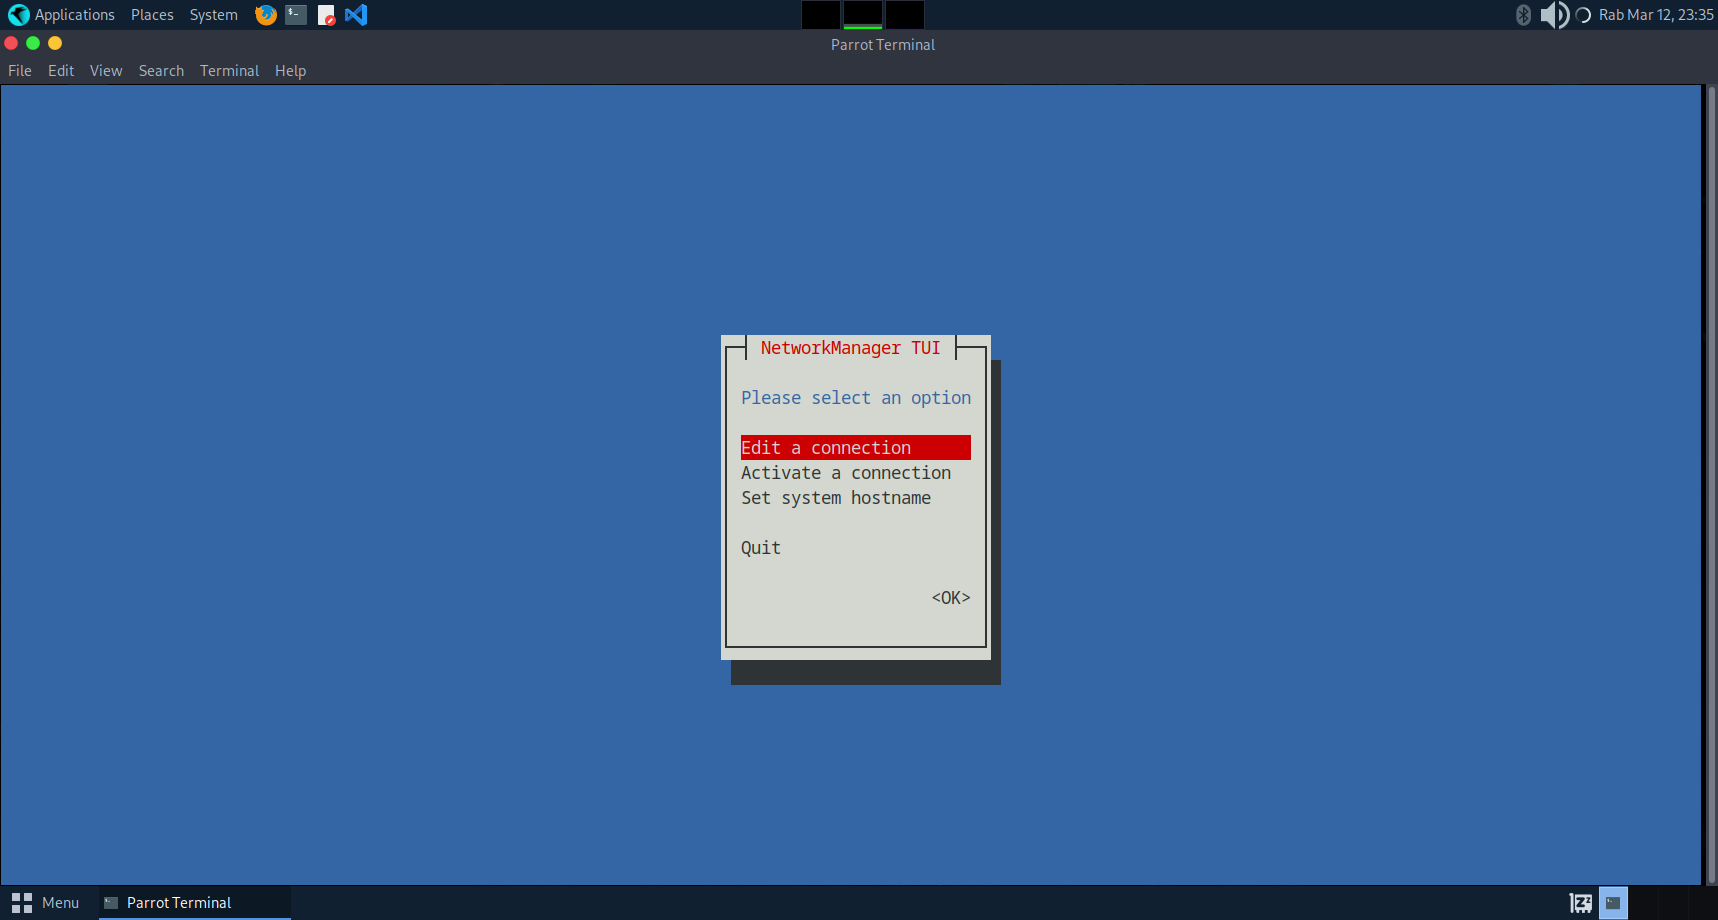 Applications Places System Rab Mar 12, 23:35
Parrot Terminal
File Edit View Search Terminal Help
NetworkManager TUI
Please select an option
Edit a connection
Activate a connection
Set system hostname
Quit
<OK>
Menu Parrot Terminal